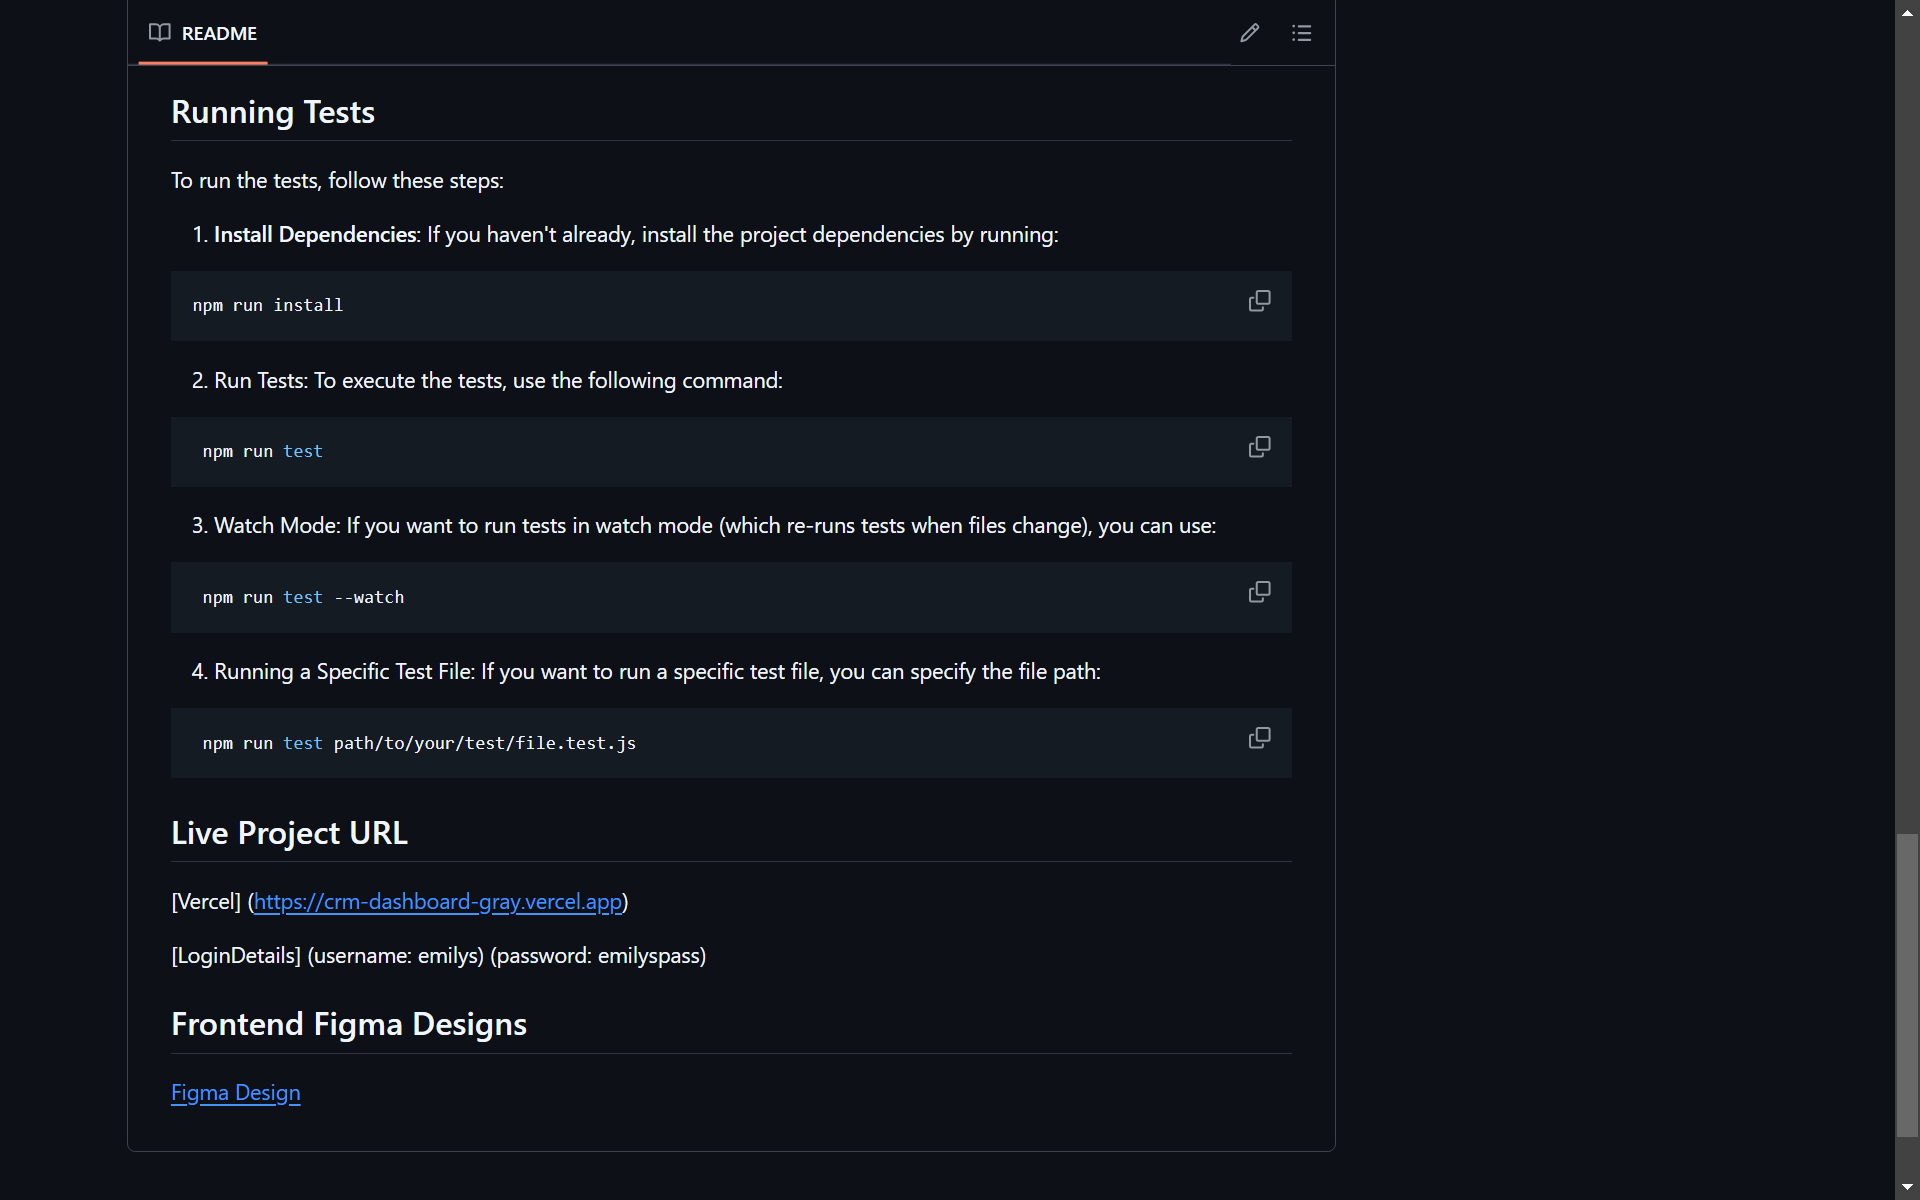 README
Running Tests
To run the tests, follow these steps:
1. Install Dependencies: If you haven't already, install the project dependencies by running:
npm run install
2. Run Tests: To execute the tests, use the following command:
npm run test
3. Watch Mode: If you want to run tests in watch mode (which re-runs tests when files change), you can use:
npm run test --watch
4. Running a Specific Test File: If you want to run a specific test file, you can specify the file path:
npm run test path/to/your/test/file.test.js
Live Project URL
[Vercel] (https://crm-dashboard-gray.vercel.app)
[LoginDetails] (username: emilys) (password: emilyspass)
Frontend Figma Designs
Figma Design